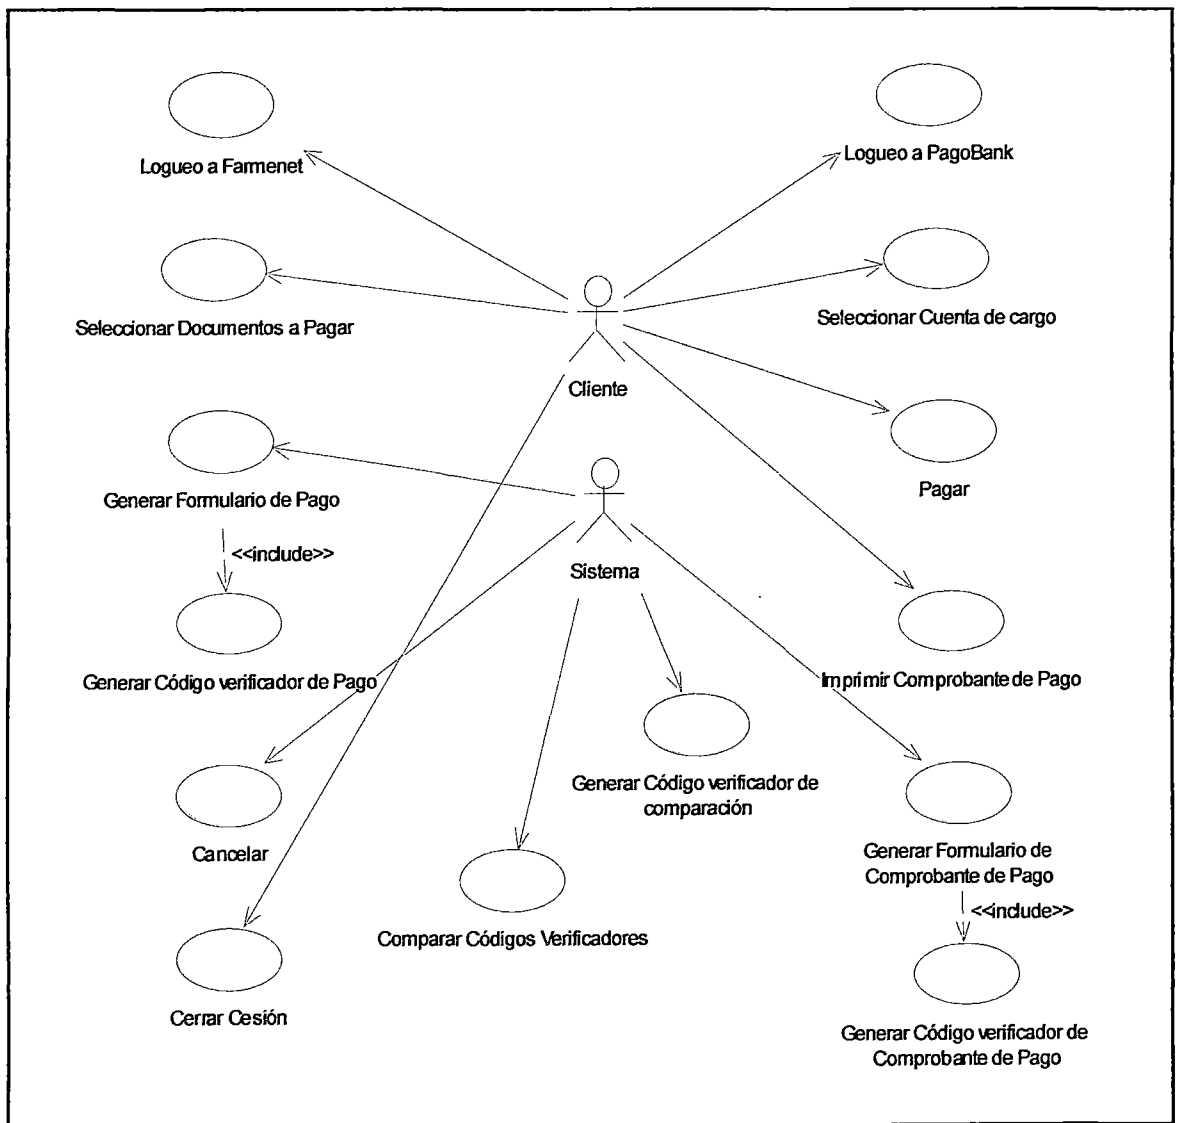 Logueo a Farmenet
Logueo a PagoBank
Seleccionar Documentos a Pagar
Seleccionar Cuenta de cargo
Cliente
Generar Formulario de Pago
Pagar
<<include>>
Sistema
Generar Código verificador de Pago
Imprimir Comprobante de Pago
Generar Código verificador de
comparación
Cancelar
Generar Formulario de
Comprobante de Pago
<<include>>
Comparar Códigos Verificadores
Cerrar Cesión
Generar Código verificador de
Comprobante de Pago